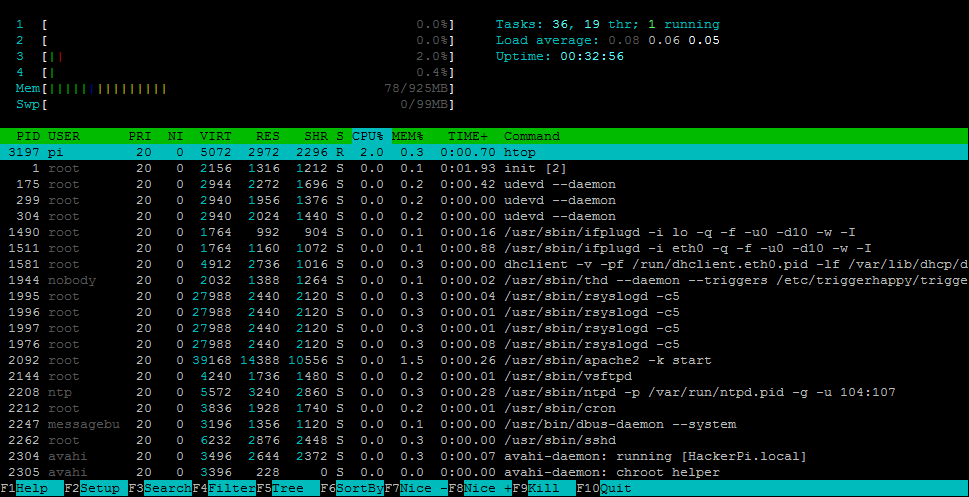 1 [ 0.0%] Tasks: 36, 19 thr; 1 running
2 [ 0.0%] Load average: 0.08 0.06 0.05
3 [|| 2.0%] Uptime: 00:32:56
4 [| 0.4%]
Mem[||||||||||||||| 78/925MB]
Swp[ 0/99MB]
PID USER PRI NI VIRT RES SHR S CPU% MEM% TIME+ Command
3197 pi 20 0 5072 2972 2296 R 2.0 0.3 0:00.70 htop
1 root 20 0 2156 1316 1212 S 0.0 0.1 0:01.93 init [2]
175 root 20 0 2944 2272 1696 S 0.0 0.2 0:00.42 udevd --daemon
299 root 20 0 2940 1956 1376 S 0.0 0.2 0:00.00 udevd --daemon
304 root 20 0 2940 2024 1440 S 0.0 0.2 0:00.00 udevd --daemon
1490 root 20 0 1764 992 904 S 0.0 0.1 0:00.16 /usr/sbin/ifplugd -i lo -q -f -u0 -d10 -w -I
1511 root 20 0 1764 1160 1072 S 0.0 0.1 0:00.88 /usr/sbin/ifplugd -i eth0 -q -f -u0 -d10 -w -I
1581 root 20 0 4912 2736 1016 S 0.0 0.3 0:00.00 dhclient -v -pf /run/dhclient.eth0.pid -lf /var/lib/dhcp/d
1944 nobody 20 0 2032 1388 1264 S 0.0 0.1 0:00.02 /usr/sbin/thd --daemon --triggers /etc/triggerhappy/trigge
1995 root 20 0 27988 2440 2120 S 0.0 0.3 0:00.04 /usr/sbin/rsyslogd -c5
1996 root 20 0 27988 2440 2120 S 0.0 0.3 0:00.01 /usr/sbin/rsyslogd -c5
1997 root 20 0 27988 2440 2120 S 0.0 0.3 0:00.01 /usr/sbin/rsyslogd -c5
1976 root 20 0 27988 2440 2120 S 0.0 0.3 0:00.08 /usr/sbin/rsyslogd -c5
2092 root 20 0 39168 14388 10556 S 0.0 1.5 0:00.26 /usr/sbin/apache2 -k start
2144 root 20 0 4240 1736 1480 S 0.0 0.2 0:00.01 /usr/sbin/vsftpd
2208 ntp 20 0 5572 3240 2860 S 0.0 0.3 0:00.28 /usr/sbin/ntpd -p /var/run/ntpd.pid -g -u 104:107
2212 root 20 0 3836 1928 1740 S 0.0 0.2 0:00.01 /usr/sbin/cron
2247 messagebu 20 0 3196 1356 1120 S 0.0 0.1 0:00.00 /usr/bin/dbus-daemon --system
2262 root 20 0 6232 2876 2448 S 0.0 0.3 0:00.00 /usr/sbin/sshd
2304 avahi 20 0 3496 2644 2372 S 0.0 0.3 0:00.07 avahi-daemon: running [HackerPi.local]
2305 avahi 20 0 3396 228 0 S 0.0 0.0 0:00.00 avahi-daemon: chroot helper
F1Help F2Setup F3SearchF4FilterF5Tree F6SortByF7Nice -F8Nice +F9Kill F10Quit